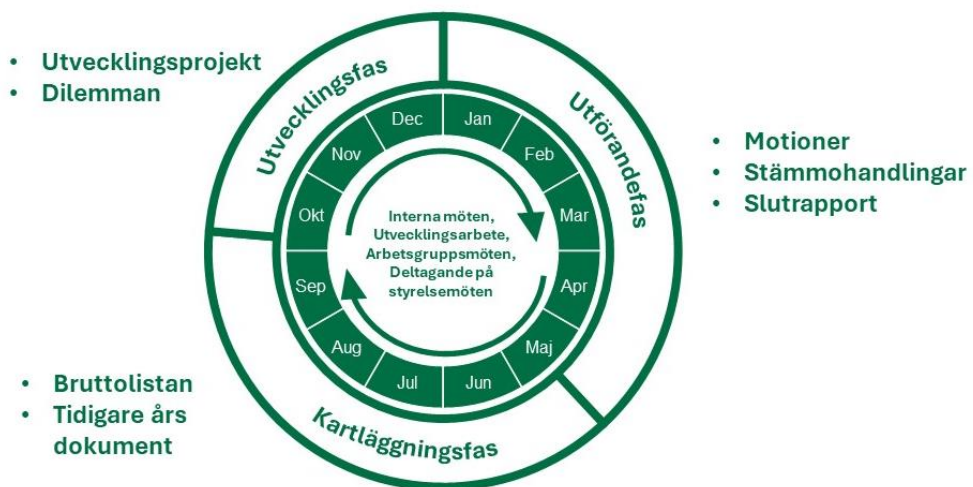 • Utvecklingsprojekt
• Dilemman
Utvecklingsfas
Utförandefas
• Motioner
• Stämmohandlingar
• Slutrapport
Jan
Feb
Mar
Apr
Maj
Jun
Jul
Aug
Sep
Okt
Nov
Dec
Interna möten,
Utvecklingsarbete,
Arbetsgruppsmöten,
Deltagande på
styrelsemöten
• Bruttolistan
• Tidigare års
dokument
Kartläggningsfas